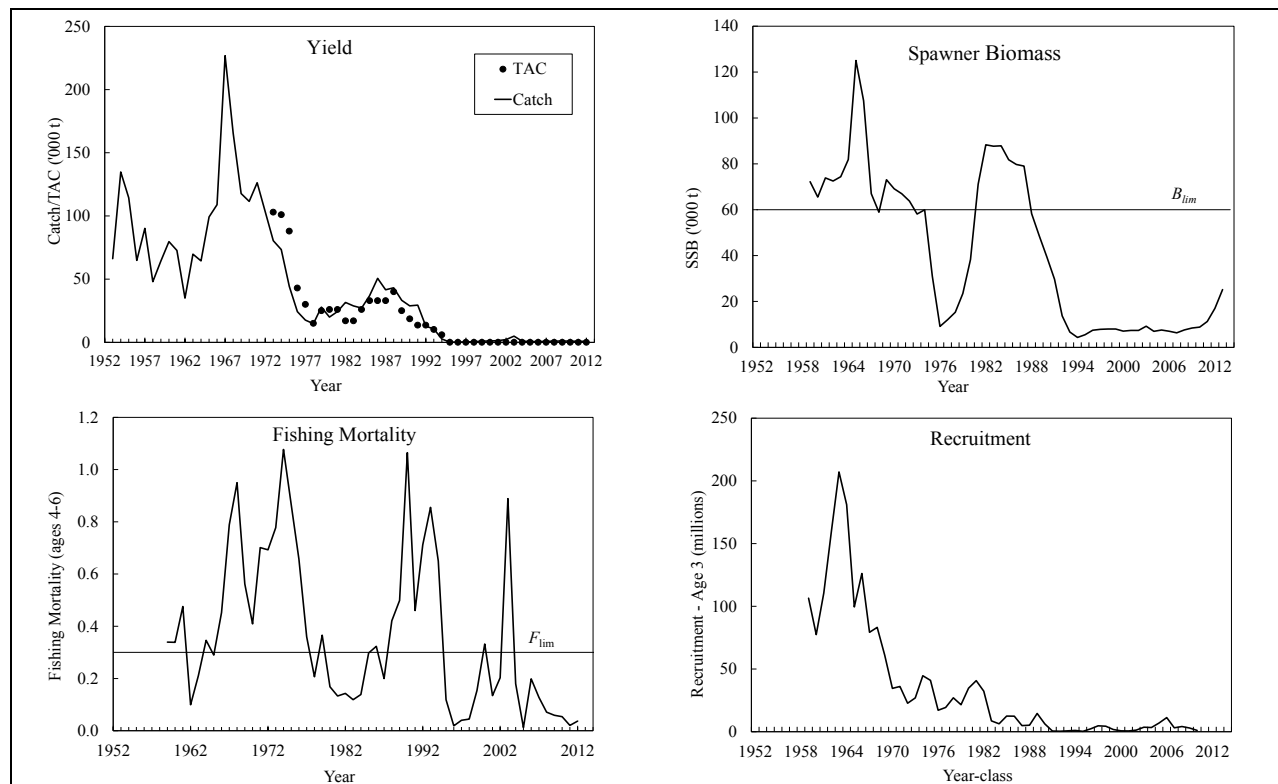 Yield
TAC
Catch
Catch/TAC ('000 t)
250
200
150
100
50
0
1952 1957 1962 1967 1972 1977 1982 1987 1992 1997 2002 2007 2012
Year
Spawner Biomass
B_lim
SSB ('000 t)
140
120
100
80
60
40
20
0
1952 1958 1964 1970 1976 1982 1988 1994 2000 2006 2012
Year
Fishing Mortality
F_lim
Fishing Mortality (ages 4-6)
1.2
1.0
0.8
0.6
0.4
0.2
0.0
1952 1962 1972 1982 1992 2002 2012
Year
Recruitment
Recruitment - Age 3 (millions)
250
200
150
100
50
0
1952 1958 1964 1970 1976 1982 1988 1994 2000 2006 2012
Year-class